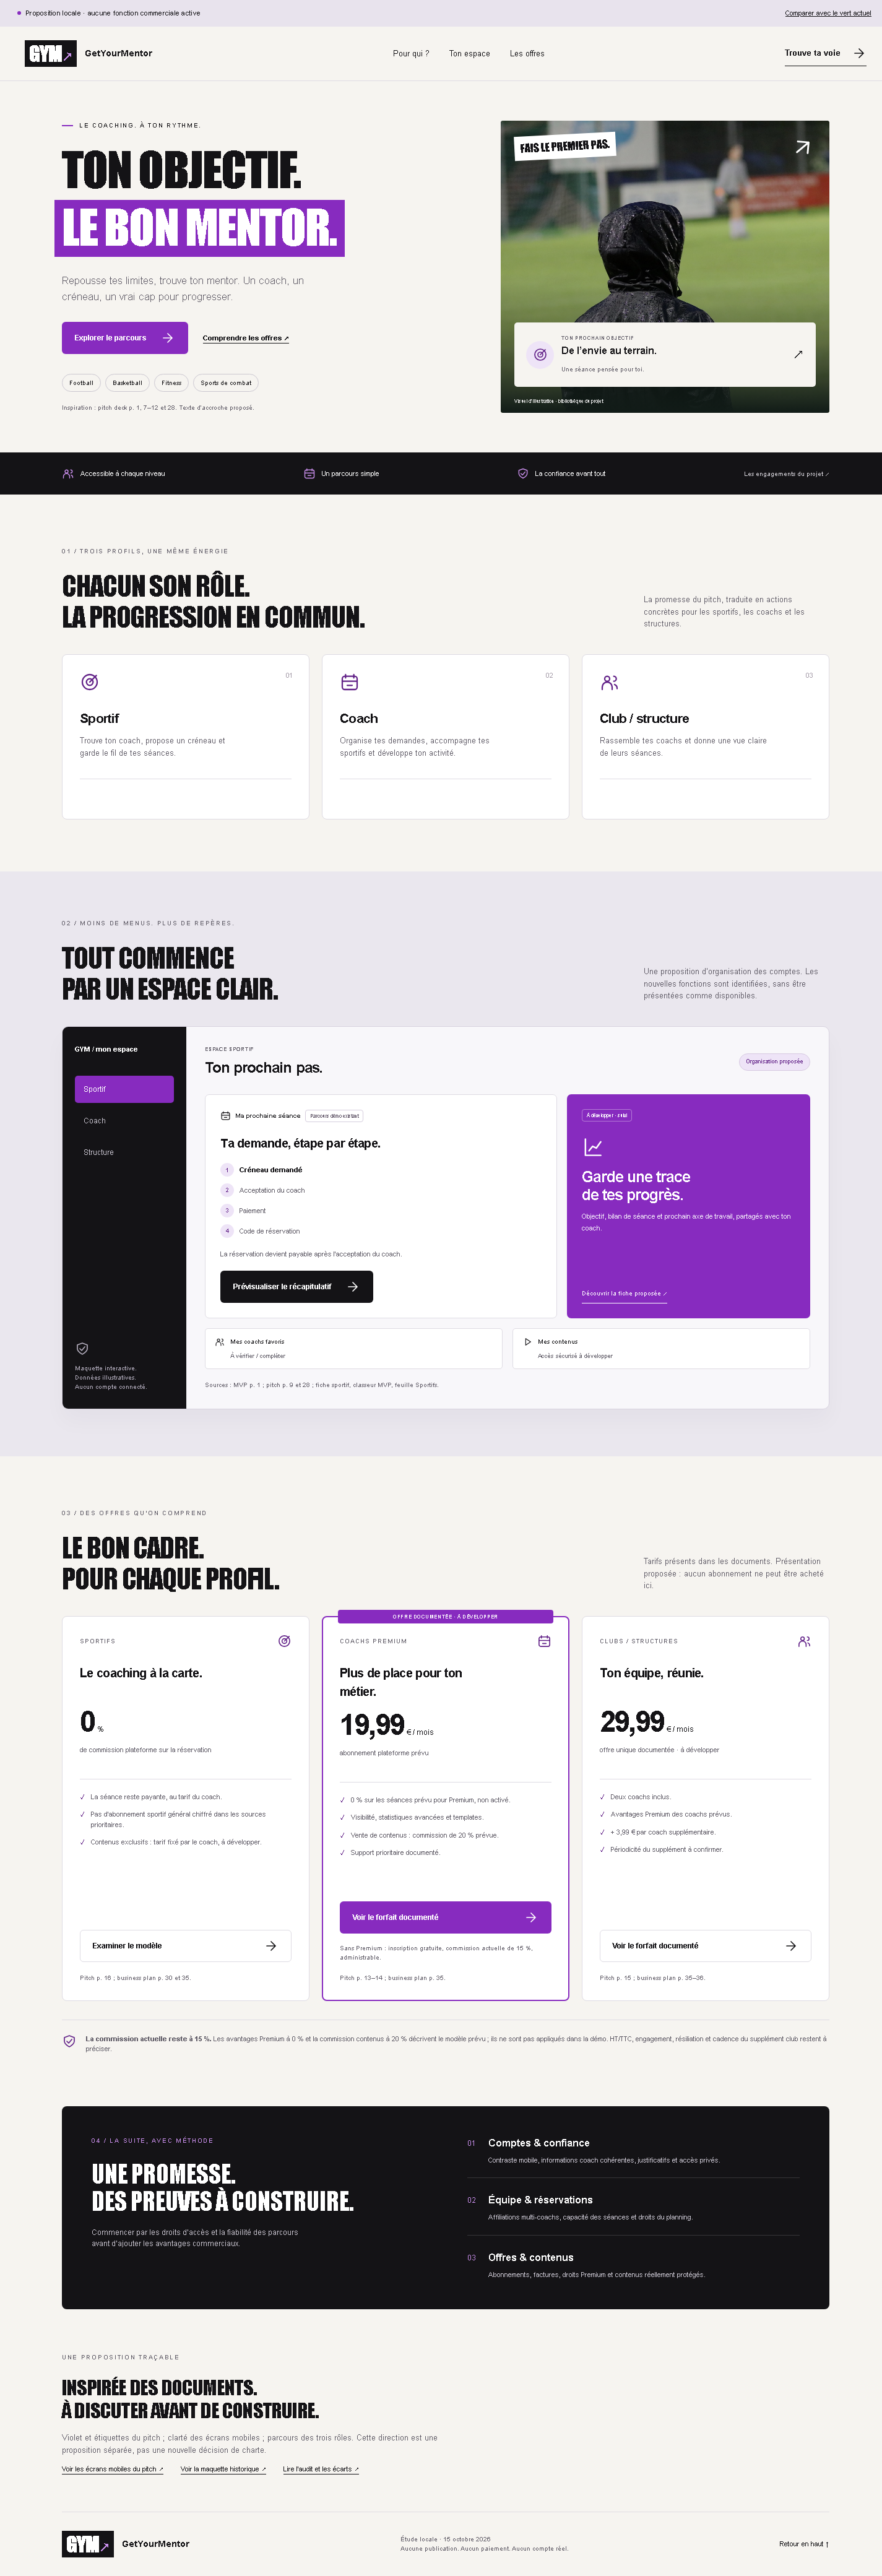 Proposition locale · aucune fonction commerciale active
Comparer avec le vert actuel
GYM↗ GetYourMentor
Pour qui ?
Ton espace
Les offres
Trouve ta voie →
LE COACHING. À TON RYTHME.
TON OBJECTIF.
LE BON MENTOR.
Repousse tes limites, trouve ton mentor. Un coach, un
créneau, un vrai cap pour progresser.
Explorer le parcours →
Comprendre les offres ↗
Football
Basketball
Fitness
Sports de combat
Inspiration : pitch deck p. 1, 7–12 et 28. Texte d'accroche proposé.
FAIS LE PREMIER PAS.
TON PROCHAIN OBJECTIF
De l'envie au terrain.
Une séance pensée pour toi.
Visuel d'illustration · bibliothèque du projet
Accessible à chaque niveau
Un parcours simple
La confiance avant tout
Les engagements du projet ↗
01 / TROIS PROFILS, UNE MÊME ÉNERGIE
CHACUN SON RÔLE.
LA PROGRESSION EN COMMUN.
La promesse du pitch, traduite en actions
concrètes pour les sportifs, les coachs et les
structures.
01
Sportif
Trouve ton coach, propose un créneau et
garde le fil de tes séances.
02
Coach
Organise tes demandes, accompagne tes
sportifs et développe ton activité.
03
Club / structure
Rassemble tes coachs et donne une vue claire
de leurs séances.
02 / MOINS DE MENUS. PLUS DE REPÈRES.
TOUT COMMENCE
PAR UN ESPACE CLAIR.
Une proposition d'organisation des comptes. Les
nouvelles fonctions sont identifiées, sans être
présentées comme disponibles.
GYM / mon espace
Sportif
Coach
Structure
Maquette interactive.
Données illustratives.
Aucun compte connecté.
ESPACE SPORTIF
Ton prochain pas.
Organisation proposée
Ma prochaine séance
Parcours démo existant
Ta demande, étape par étape.
1 Créneau demandé
2 Acceptation du coach
3 Paiement
4 Code de réservation
La réservation devient payable après l'acceptation du coach.
Prévisualiser le récapitulatif →
À développer · suivi
Garde une trace
de tes progrès.
Objectif, bilan de séance et prochain axe de travail, partagés avec ton
coach.
Découvrir la fiche proposée ↗
Mes coachs favoris
À vérifier / compléter
Mes contenus
Accès sécurisé à développer
Sources : MVP p. 1 ; pitch p. 9 et 28 ; fiche sportif, classeur MVP, feuille Sportifs.
03 / DES OFFRES QU'ON COMPREND
LE BON CADRE.
POUR CHAQUE PROFIL.
Tarifs présents dans les documents. Présentation
proposée : aucun abonnement ne peut être acheté
ici.
SPORTIFS
Le coaching à la carte.
0 %
de commission plateforme sur la réservation
✓ La séance reste payante, au tarif du coach.
✓ Pas d'abonnement sportif général chiffré dans les sources
prioritaires.
✓ Contenus exclusifs : tarif fixé par le coach, à développer.
Examiner le modèle →
Pitch p. 16 ; business plan p. 30 et 35.
OFFRE DOCUMENTÉE · À DÉVELOPPER
COACHS PREMIUM
Plus de place pour ton
métier.
19,99 € / mois
abonnement plateforme prévu
✓ 0 % sur les séances prévu pour Premium, non activé.
✓ Visibilité, statistiques avancées et templates.
✓ Vente de contenus : commission de 20 % prévue.
✓ Support prioritaire documenté.
Voir le forfait documenté →
Sans Premium : inscription gratuite, commission actuelle de 15 %,
administrable.
Pitch p. 13–14 ; business plan p. 35.
CLUBS / STRUCTURES
Ton équipe, réunie.
29,99 € / mois
offre unique documentée · à développer
✓ Deux coachs inclus.
✓ Avantages Premium des coachs prévus.
✓ + 3,99 € par coach supplémentaire.
✓ Périodicité du supplément à confirmer.
Voir le forfait documenté →
Pitch p. 15 ; business plan p. 35–36.
La commission actuelle reste à 15 %. Les avantages Premium à 0 % et la commission contenus à 20 % décrivent le modèle prévu ; ils ne sont pas appliqués dans la démo. HT/TTC, engagement, résiliation et cadence du supplément club restent à
préciser.
04 / LA SUITE, AVEC MÉTHODE
UNE PROMESSE.
DES PREUVES À CONSTRUIRE.
Commencer par les droits d'accès et la fiabilité des parcours
avant d'ajouter les avantages commerciaux.
01 Comptes & confiance
Contraste mobile, informations coach cohérentes, justificatifs et accès privés.
02 Équipe & réservations
Affiliations multi-coachs, capacité des séances et droits du planning.
03 Offres & contenus
Abonnements, factures, droits Premium et contenus réellement protégés.
UNE PROPOSITION TRAÇABLE
INSPIRÉE DES DOCUMENTS.
À DISCUTER AVANT DE CONSTRUIRE.
Violet et étiquettes du pitch ; clarté des écrans mobiles ; parcours des trois rôles. Cette direction est une
proposition séparée, pas une nouvelle décision de charte.
Voir les écrans mobiles du pitch ↗
Voir la maquette historique ↗
Lire l'audit et les écarts ↗
GYM↗ GetYourMentor
Étude locale · 15 octobre 2026
Aucune publication. Aucun paiement. Aucun compte réel.
Retour en haut ↑